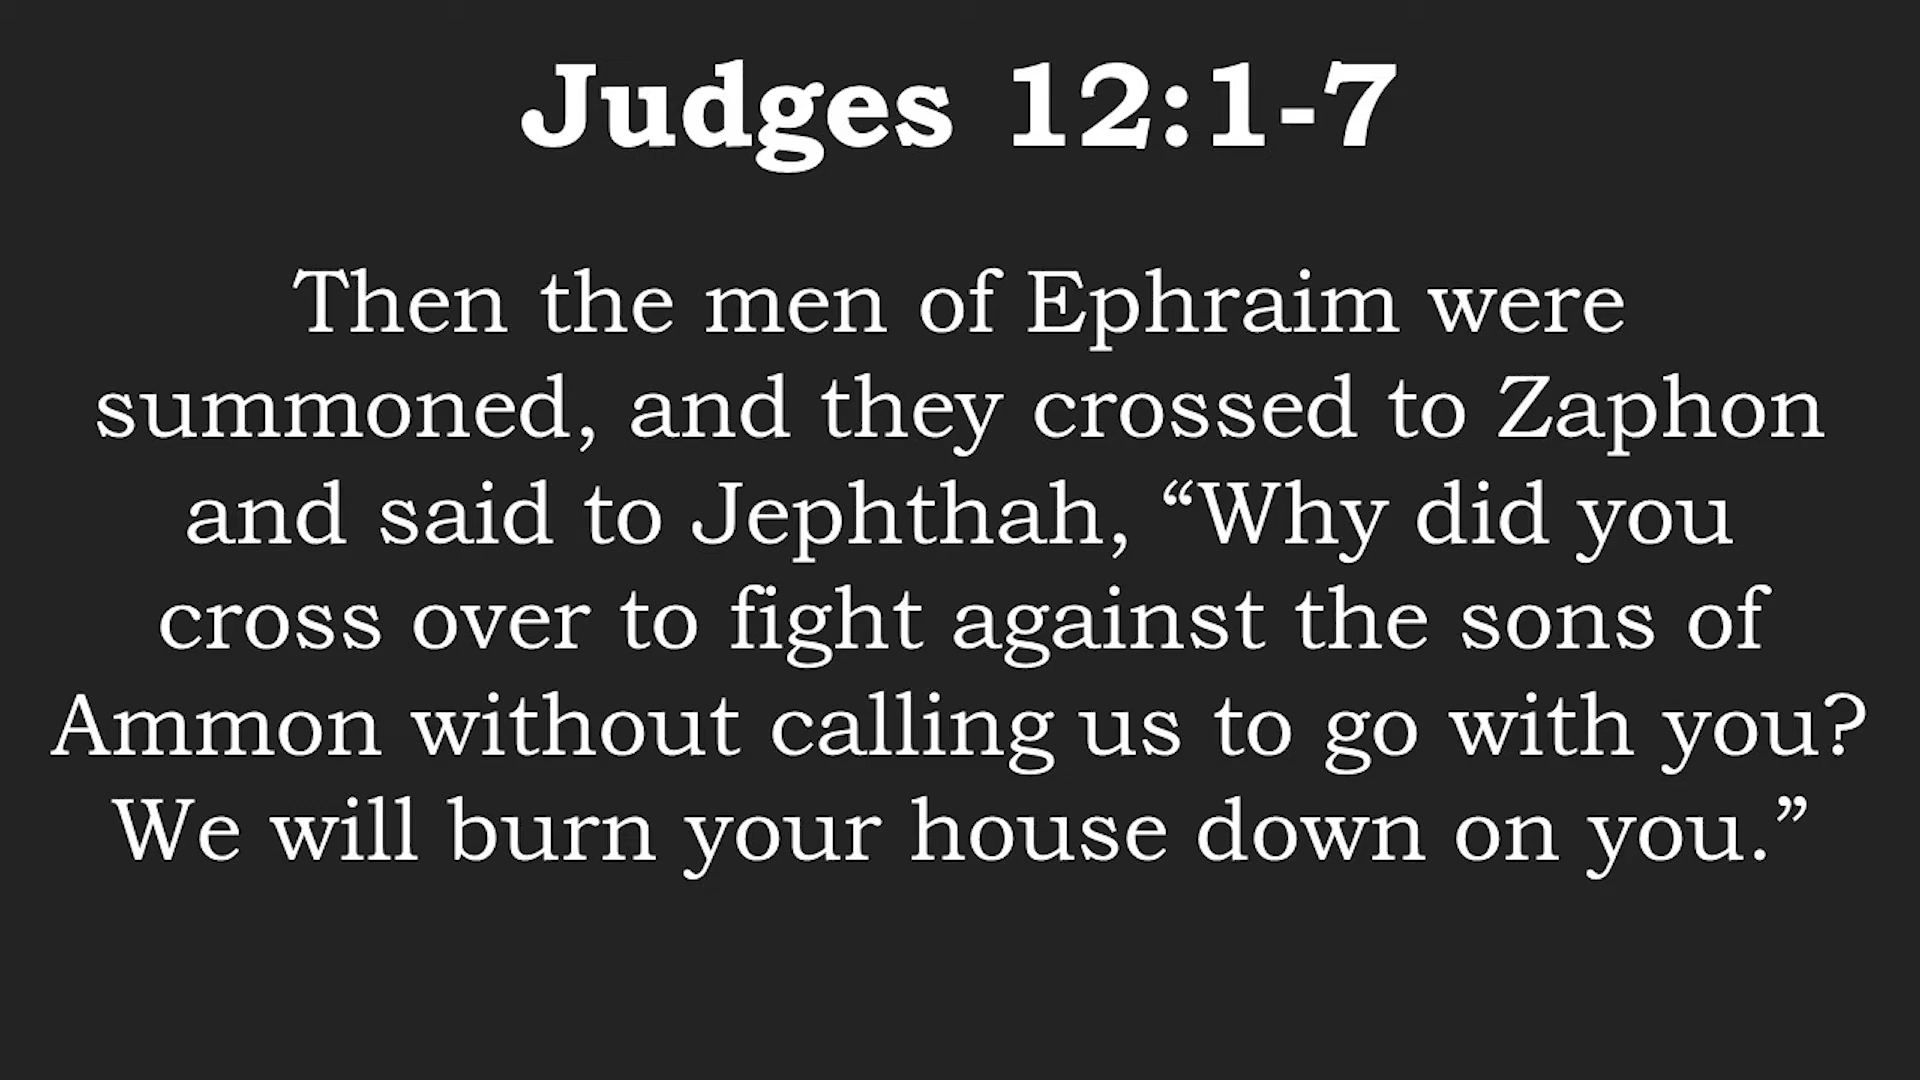 Judges 12:1-7
Then the men of Ephraim were
summoned, and they crossed to Zaphon
and said to Jephthah, “Why did you
cross over to fight against the sons of
Ammon without calling us to go with you?
We will burn your house down on you.”